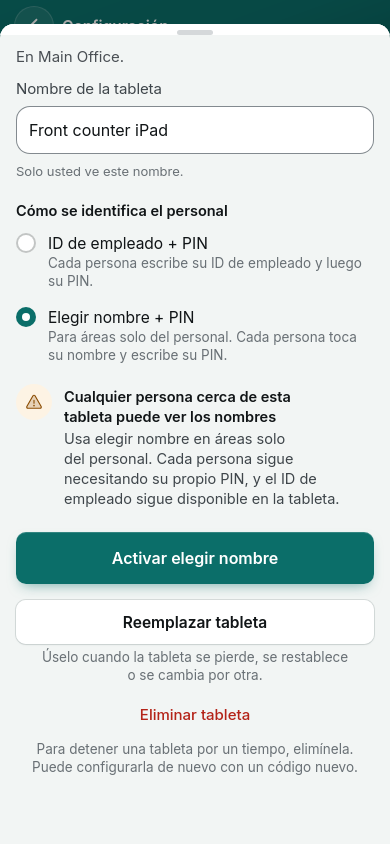 Configuración
En Main Office.
Nombre de la tableta
Front counter iPad
Solo usted ve este nombre.
Cómo se identifica el personal
ID de empleado + PIN
Cada persona escribe su ID de empleado y luego
su PIN.
Elegir nombre + PIN
Para áreas solo del personal. Cada persona toca
su nombre y escribe su PIN.
Cualquier persona cerca de esta
tableta puede ver los nombres
Usa elegir nombre en áreas solo
del personal. Cada persona sigue
necesitando su propio PIN, y el ID de
empleado sigue disponible en la tableta.
Activar elegir nombre
Reemplazar tableta
Úselo cuando la tableta se pierde, se restablece
o se cambia por otra.
Eliminar tableta
Para detener una tableta por un tiempo, elimínela.
Puede configurarla de nuevo con un código nuevo.